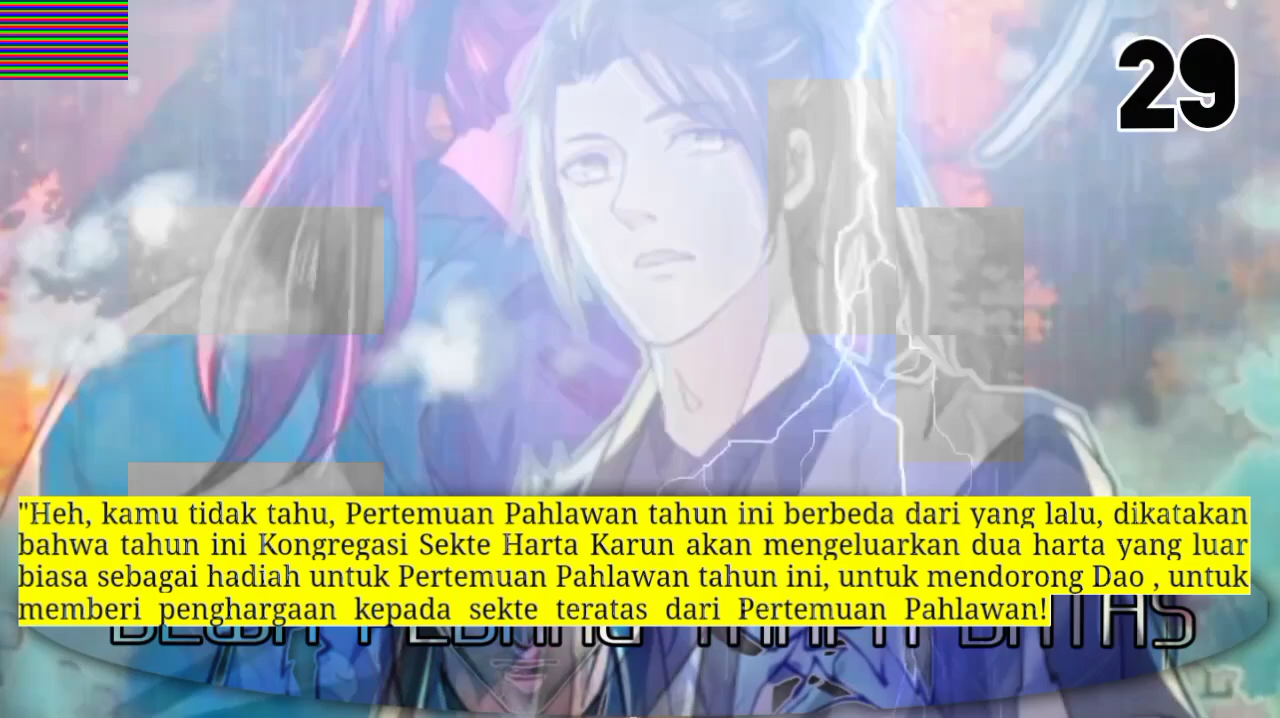 29
"Heh, kamu tidak tahu, Pertemuan Pahlawan tahun ini berbeda dari yang lalu, dikatakan
bahwa tahun ini Kongregasi Sekte Harta Karun akan mengeluarkan dua harta yang luar
biasa sebagai hadiah untuk Pertemuan Pahlawan tahun ini, untuk mendorong Dao , untuk
memberi penghargaan kepada sekte teratas dari Pertemuan Pahlawan!